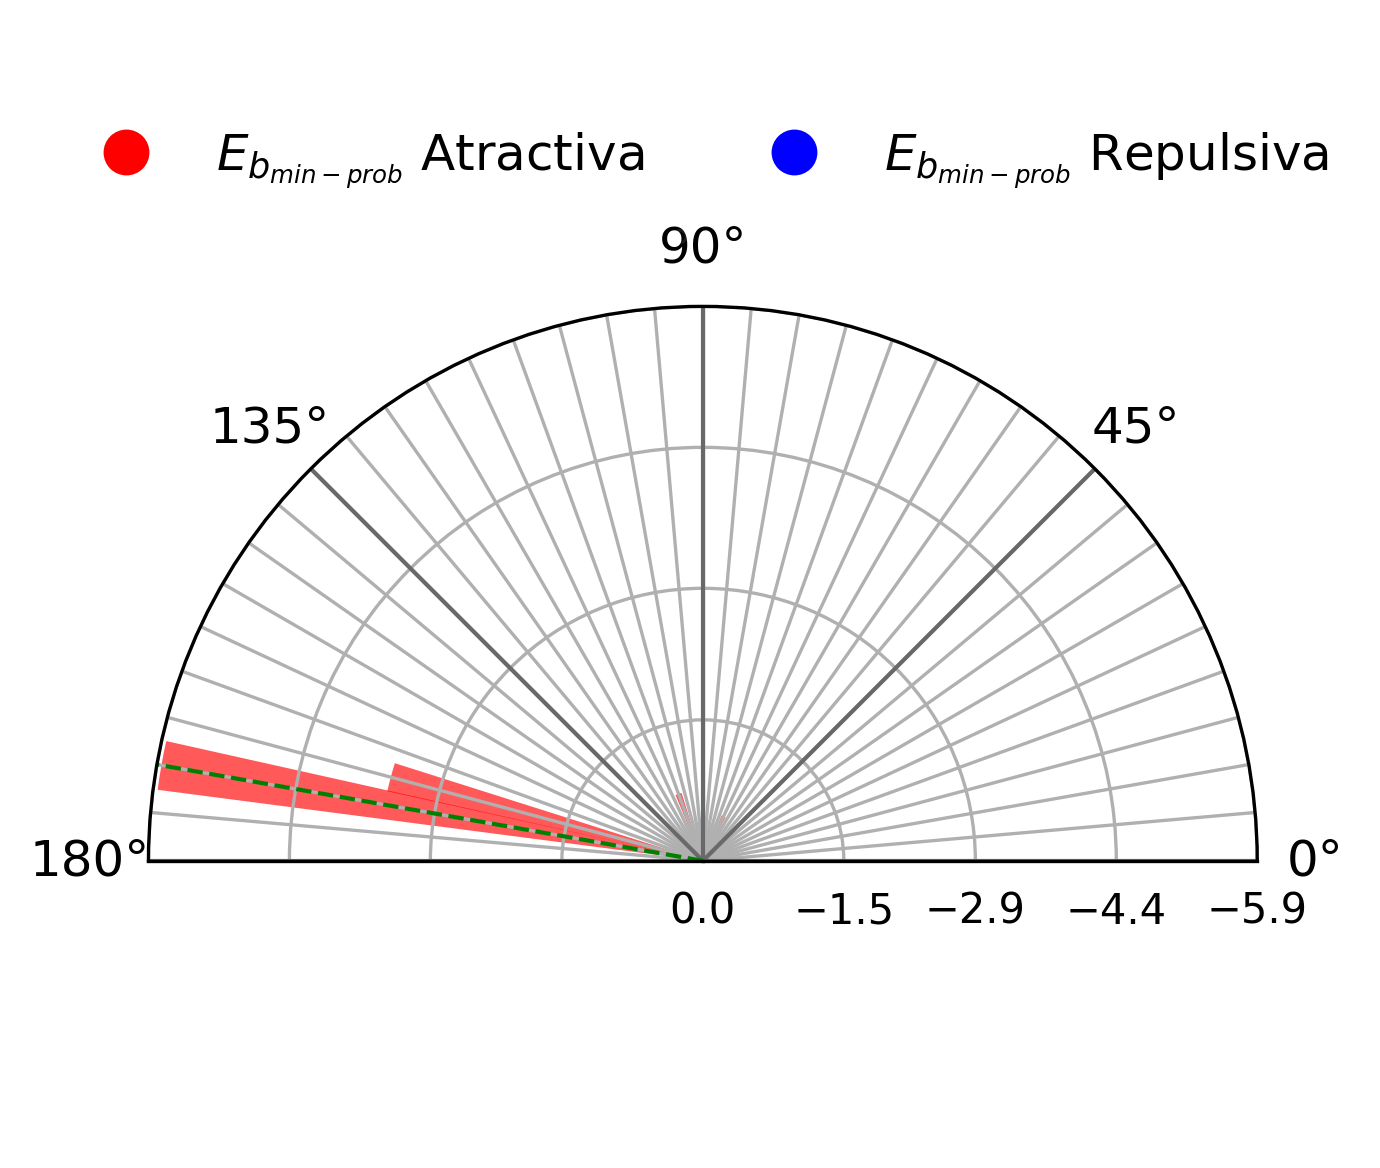 E_{b_{min-prob}} Atractiva E_{b_{min-prob}} Repulsiva
90°
135° 45°
180° 0°
0.0 −1.5 −2.9 −4.4 −5.9